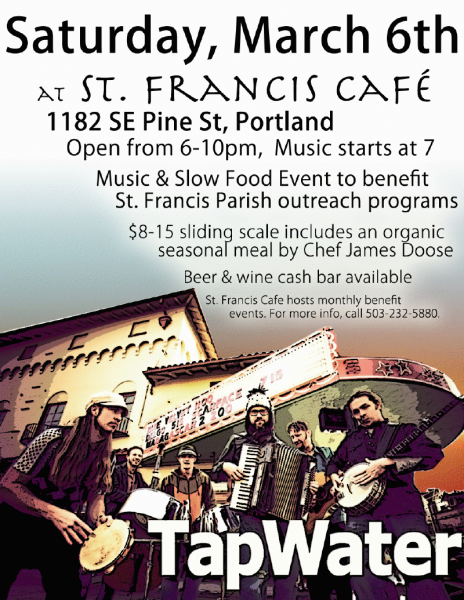 Saturday, March 6th
at St. Francis Café
1182 SE Pine St, Portland
Open from 6-10pm, Music starts at 7
Music & Slow Food Event to benefit
St. Francis Parish outreach programs
$8-15 sliding scale includes an organic
seasonal meal by Chef James Doose
Beer & wine cash bar available
St. Francis Cafe hosts monthly benefit
events. For more info, call 503-232-5880.
TapWater